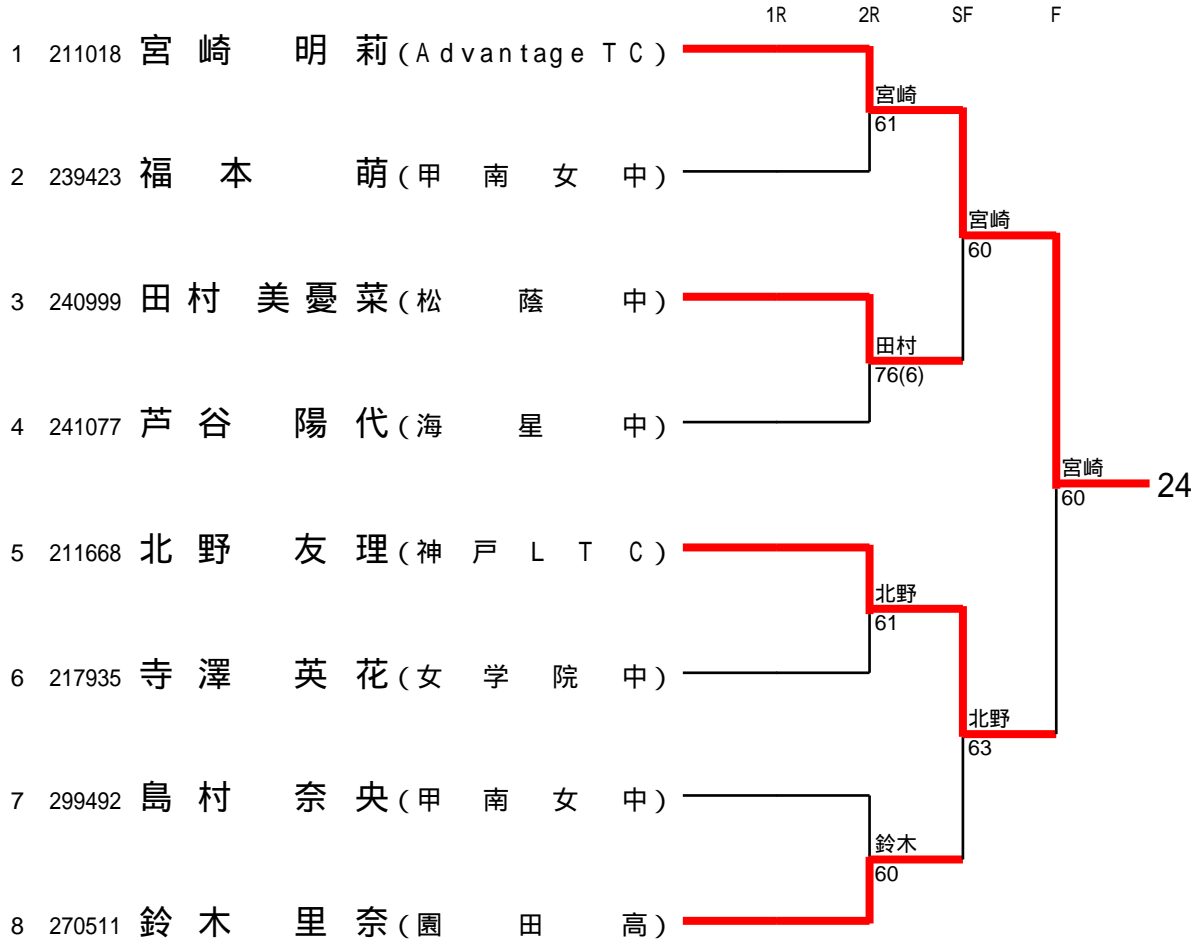 1R 2R SF F
1 211018 宮崎 明莉(Advantage TC)
宮崎
61
2 239423 福本 萌(甲南女中)
宮崎
60
3 240999 田村 美憂菜(松蔭中)
田村
76(6)
4 241077 芦谷 陽代(海星中)
宮崎
60
24
5 211668 北野 友理(神戸LTC)
北野
61
6 217935 寺澤 英花(女学院中)
北野
63
7 299492 島村 奈央(甲南女中)
鈴木
60
8 270511 鈴木 里奈(園田高)